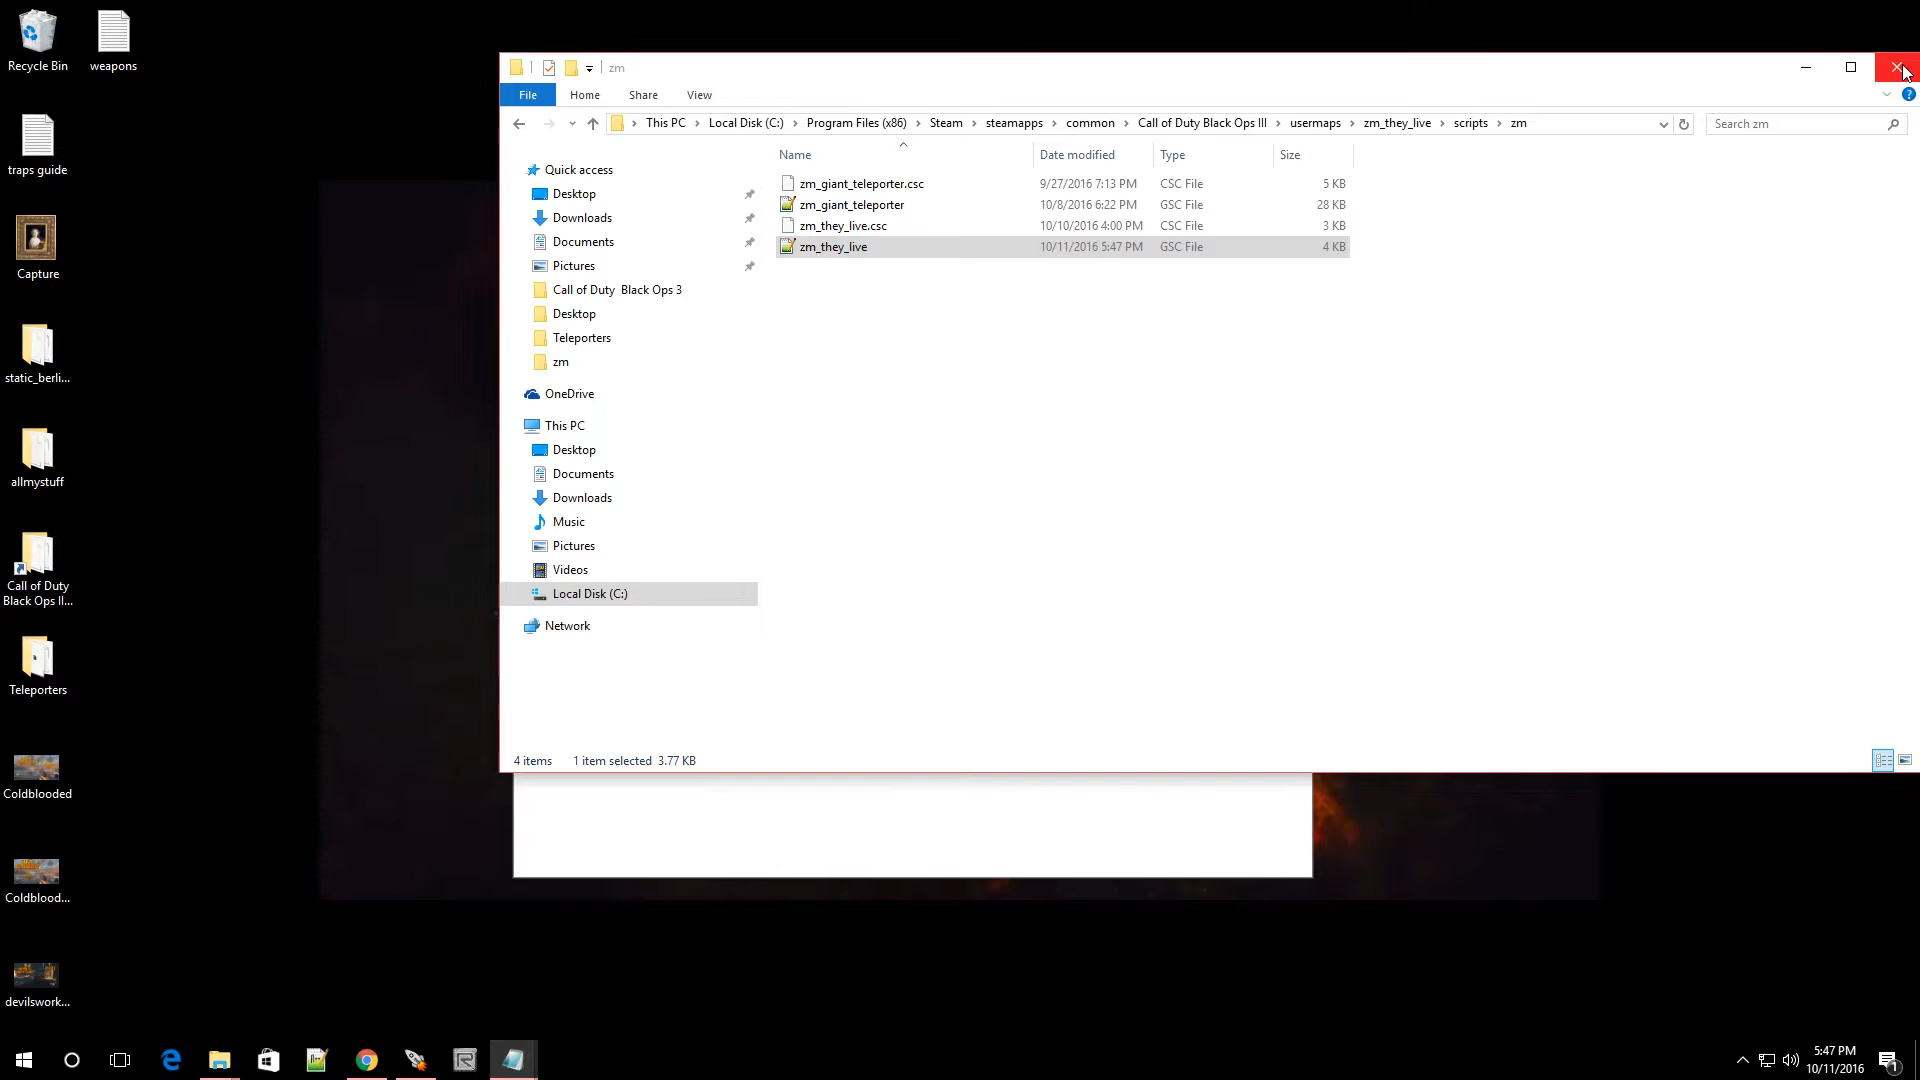 Recycle Bin
weapons
traps guide
Capture
static_berli...
allmystuff
Call of Duty
Black Ops II...
Teleporters
Coldblooded
Coldblood...
devilswork...
zm
File
Home
Share
View
This PC
Local Disk (C:)
Program Files (x86)
Steam
steamapps
common
Call of Duty Black Ops III
usermaps
zm_they_live
scripts
zm
Search zm
Quick access
Desktop
Downloads
Documents
Pictures
Call of Duty Black Ops 3
Desktop
Teleporters
zm
OneDrive
This PC
Desktop
Documents
Downloads
Music
Pictures
Videos
Local Disk (C:)
Network
Name Date modified Type Size
zm_giant_teleporter.csc 9/27/2016 7:13 PM CSC File 5 KB
zm_giant_teleporter 10/8/2016 6:22 PM GSC File 28 KB
zm_they_live.csc 10/10/2016 4:00 PM CSC File 3 KB
zm_they_live 10/11/2016 5:47 PM GSC File 4 KB
4 items 1 item selected 3.77 KB
5:47 PM
10/11/2016
1